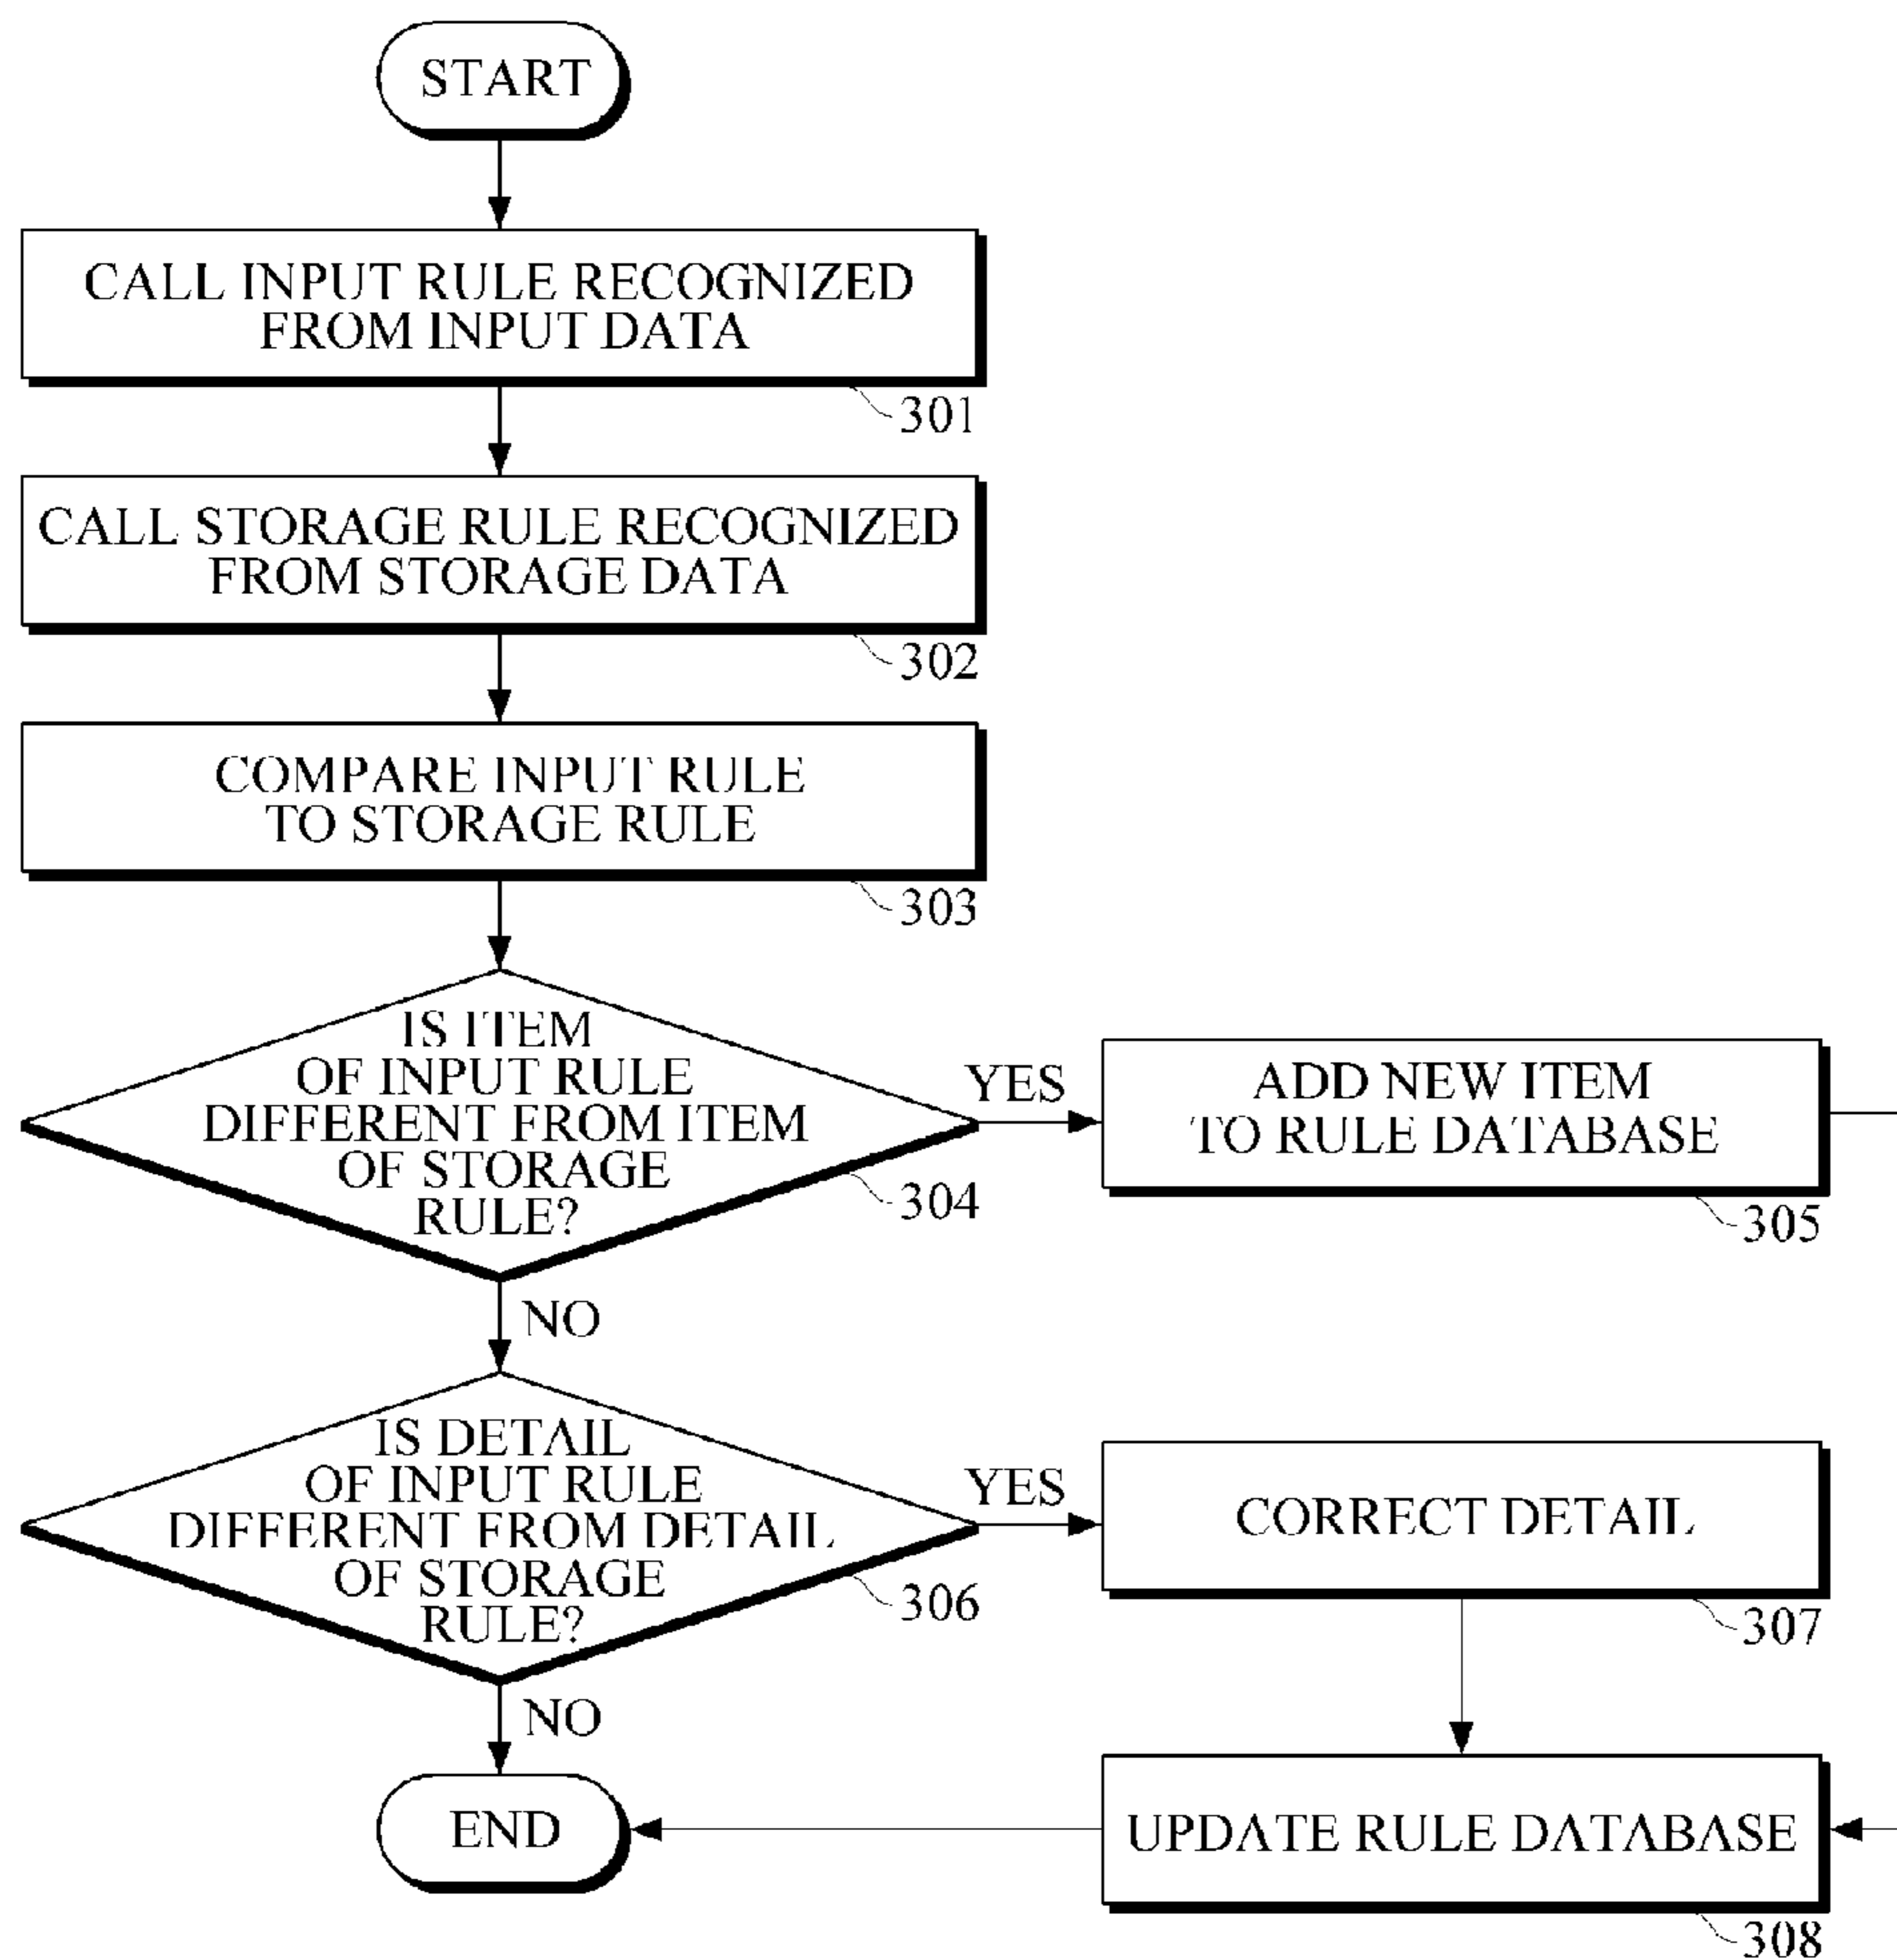 START
CALL INPUT RULE RECOGNIZED
FROM INPUT DATA
301
CALL STORAGE RULE RECOGNIZED
FROM STORAGE DATA
302
COMPARE INPUT RULE
TO STORAGE RULE
303
IS ITEM
OF INPUT RULE
DIFFERENT FROM ITEM
OF STORAGE
RULE?
304
YES
ADD NEW ITEM
TO RULE DATABASE
305
NO
IS DETAIL
OF INPUT RULE
DIFFERENT FROM DETAIL
OF STORAGE
RULE?
306
YES
CORRECT DETAIL
307
NO
END
UPDATE RULE DATABASE
308